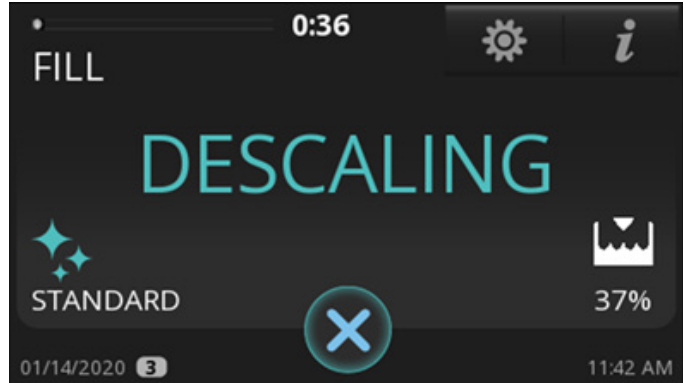 0:36
i
FILL
DESCALING
STANDARD
37%
01/14/2020 3
11:42 AM